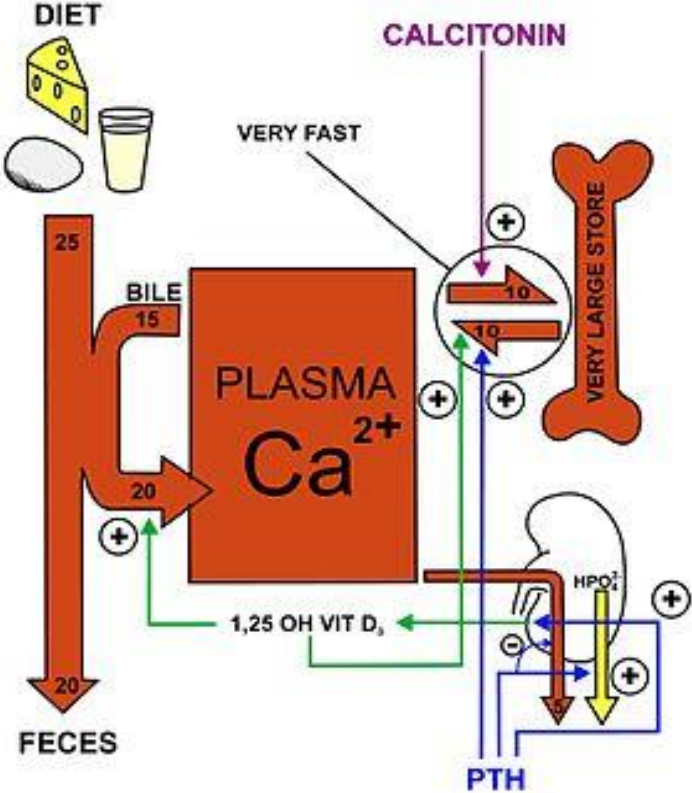 DIET
CALCITONIN
VERY FAST
+
25
BILE
15
10
10
VERY LARGE STORE
PLASMA
Ca²⁺
+
+
20
+
HPO₄²⁻
+
1,25 OH VIT D₃
−
+
20
5
FECES
PTH